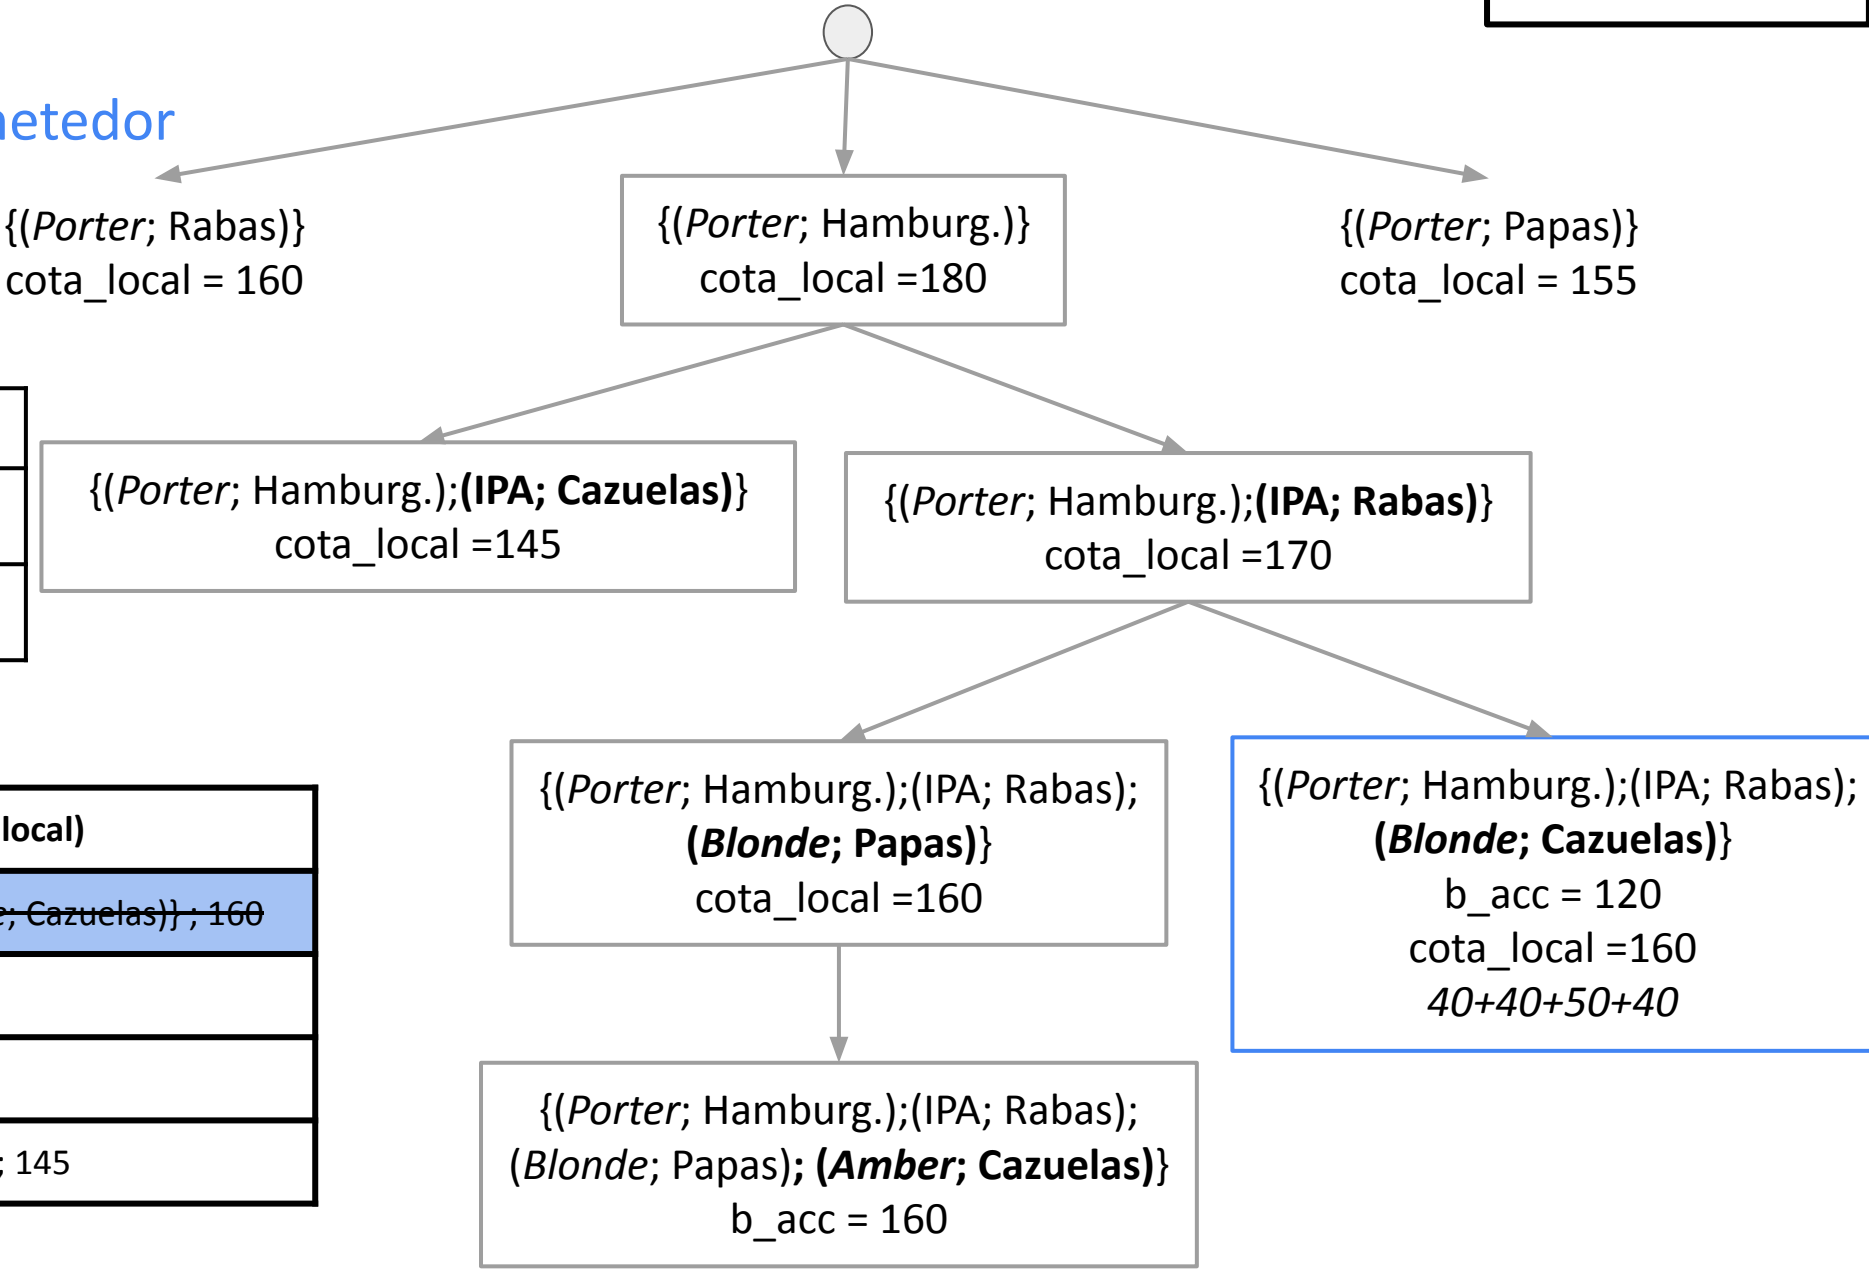 {(Porter; Rabas)}
cota_local = 160
{(Porter; Hamburg.)}
cota_local =180
{(Porter; Papas)}
cota_local = 155
{(Porter; Hamburg.);(IPA; Cazuelas)}
cota_local =145
{(Porter; Hamburg.);(IPA; Rabas)}
cota_local =170
local)
; Cazuelas)} ; 160
; 145
{(Porter; Hamburg.);(IPA; Rabas);
(Blonde; Papas)}
cota_local =160
{(Porter; Hamburg.);(IPA; Rabas);
(Blonde; Cazuelas)}
b_acc = 120
cota_local =160
40+40+50+40
{(Porter; Hamburg.);(IPA; Rabas);
(Blonde; Papas); (Amber; Cazuelas)}
b_acc = 160